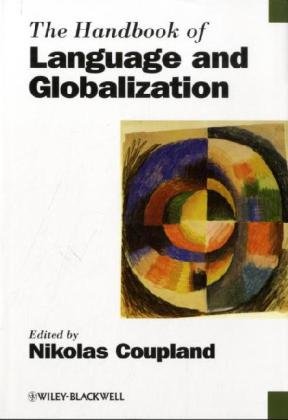 The Handbook of
Language and
Globalization
Edited by
Nikolas Coupland
WILEY-BLACKWELL